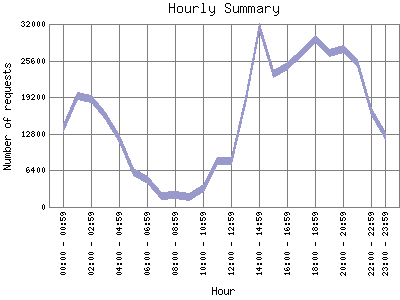 Hourly Summary
Number of requests
32000
25600
19200
12800
6400
0
00:00 - 00:59
02:00 - 02:59
04:00 - 04:59
06:00 - 06:59
08:00 - 08:59
10:00 - 10:59
12:00 - 12:59
14:00 - 14:59
16:00 - 16:59
18:00 - 18:59
20:00 - 20:59
22:00 - 22:59
23:00 - 23:59
Hour